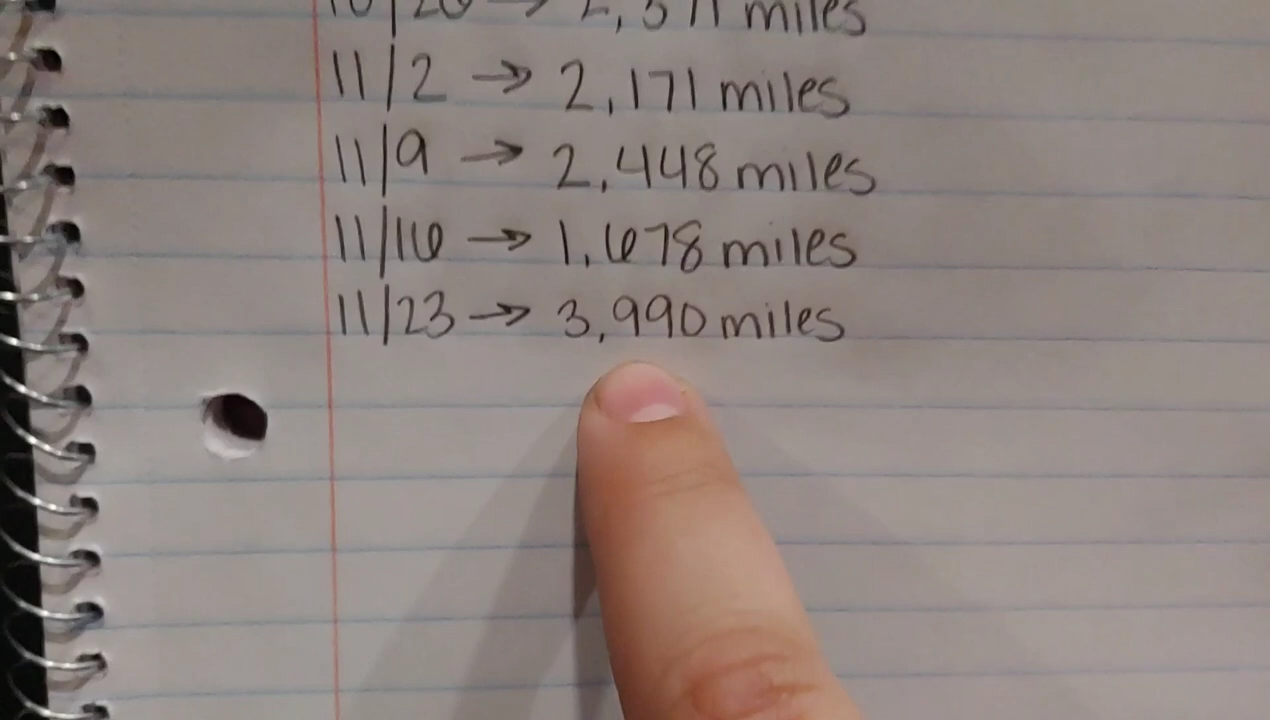 11/2 → 2,171 miles
11/9 → 2,448 miles
11/16 → 1,678 miles
11/23 → 3,990 miles